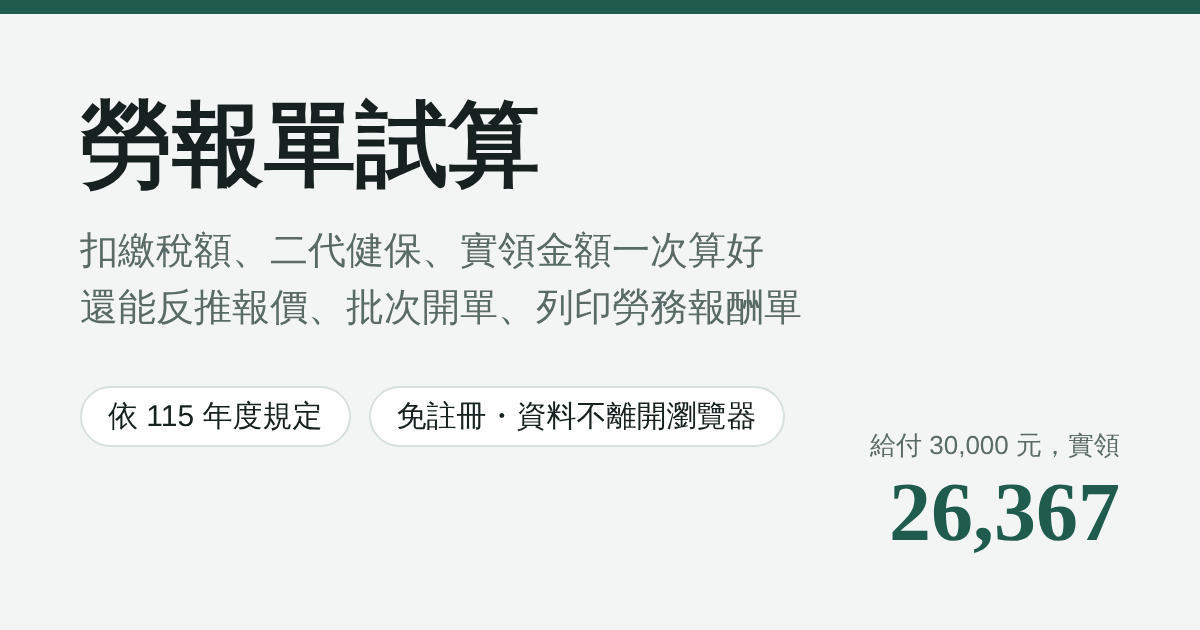 勞報單試算
扣繳稅額、二代健保、實領金額一次算好
還能反推報價、批次開單、列印勞務報酬單
依 115 年度規定
免註冊・資料不離開瀏覽器
給付 30,000 元，實領
26,367